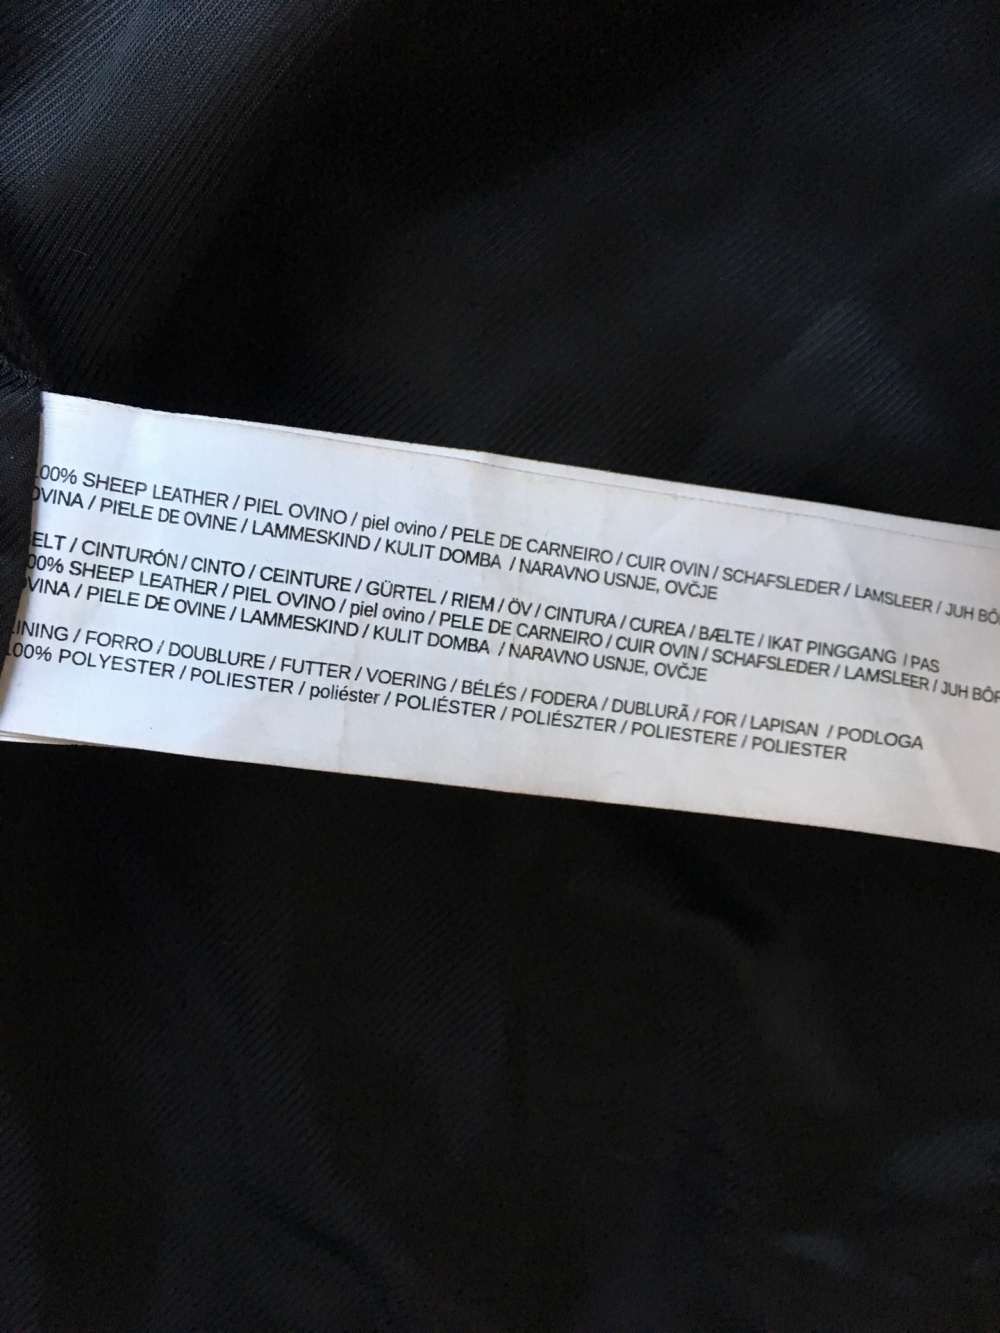 100% SHEEP LEATHER / PIEL OVINO / piel ovino / PELE DE CARNEIRO / CUIR OVIN / SCHAFSLEDER / LAMSLEER / JUH BŐ
OVINA / PIELE DE OVINE / LAMMESKIND / KULIT DOMBA / NARAVNO USNJE, OVČJE
ELT / CINTURÓN / CINTO / CEINTURE / GÜRTEL / RIEM / ÖV / CINTURA / CUREA / BÆLTE / IKAT PINGGANG / PAS
00% SHEEP LEATHER / PIEL OVINO / piel ovino / PELE DE CARNEIRO / CUIR OVIN / SCHAFSLEDER / LAMSLEER / JUH BŐR
VINA / PIELE DE OVINE / LAMMESKIND / KULIT DOMBA / NARAVNO USNJE, OVČJE
INING / FORRO / DOUBLURE / FUTTER / VOERING / BÉLÉS / FODERA / DUBLURĂ / FOR / LAPISAN / PODLOGA
100% POLYESTER / POLIESTER / poliéster / POLIÉSTER / POLIÉSZTER / POLIESTERE / POLIESTER